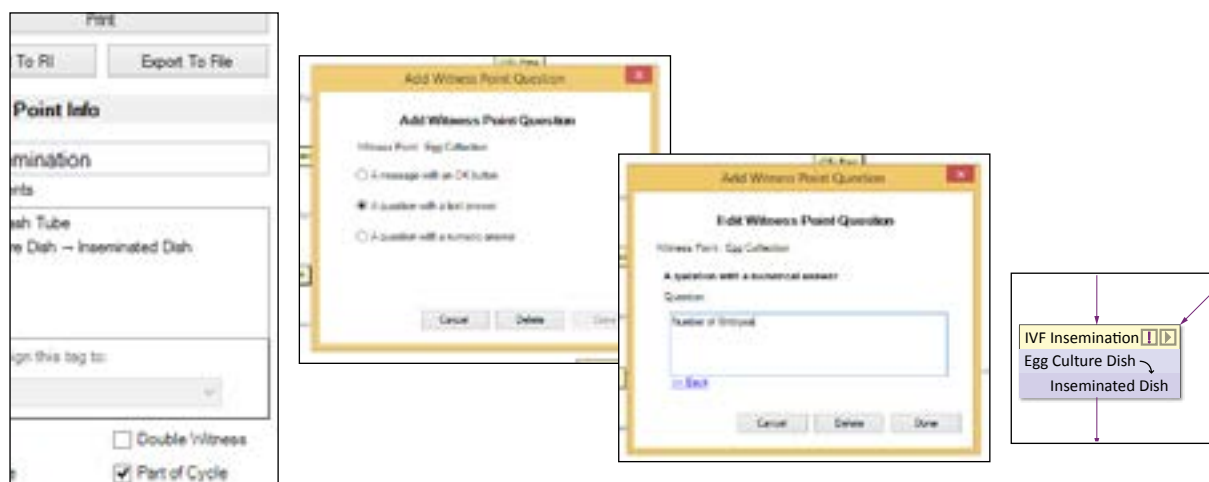 Print
To RI
Export To File
Point Info
mination
nts
ash Tube
e Dish → Inseminated Dish
ign this tag to:
Double Witness
e
Part of Cycle
Add Witness Point Question
Add Witness Point Question
Witness Point : Egg Collection
A message with an OK button
A question with a text answer
A question with a numeric answer
Cancel
Delete
Done
Add Witness Point Question
Edit Witness Point Question
Witness Point : Egg Collection
A question with a numerical answer
Question
Number of
<< Back
Cancel
Delete
Done
IVF Insemination !
Egg Culture Dish
Inseminated Dish